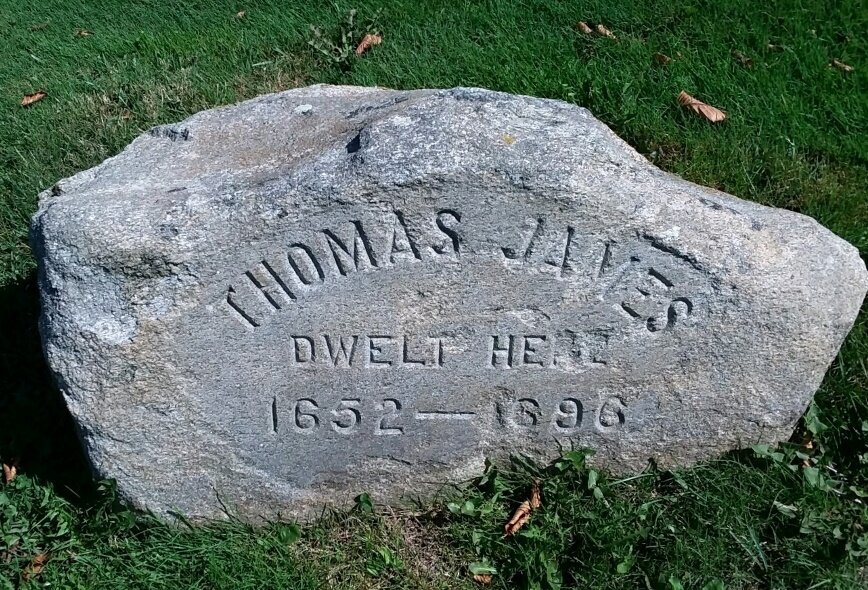 THOMAS JAMES
DWELT HERE
1652—1696